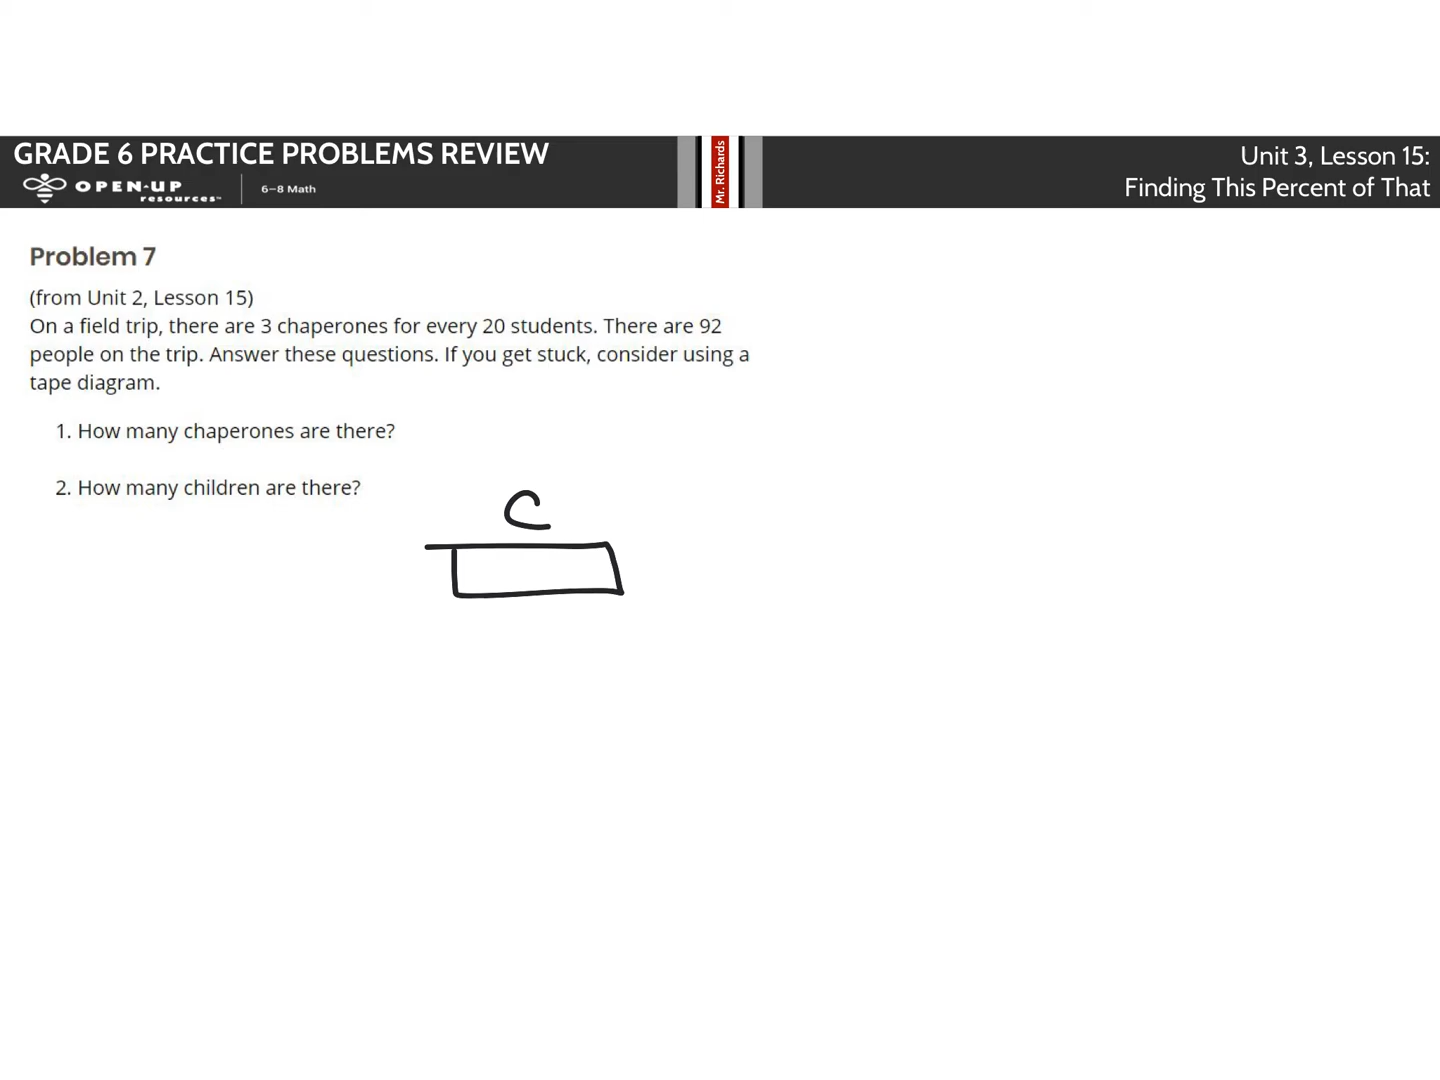 GRADE 6 PRACTICE PROBLEMS REVIEW
OPEN-UP
resources™
6–8 Math
Mr. Richards
Unit 3, Lesson 15:
Finding This Percent of That
Problem 7
(from Unit 2, Lesson 15)
On a field trip, there are 3 chaperones for every 20 students. There are 92
people on the trip. Answer these questions. If you get stuck, consider using a
tape diagram.
1. How many chaperones are there?
2. How many children are there?
C